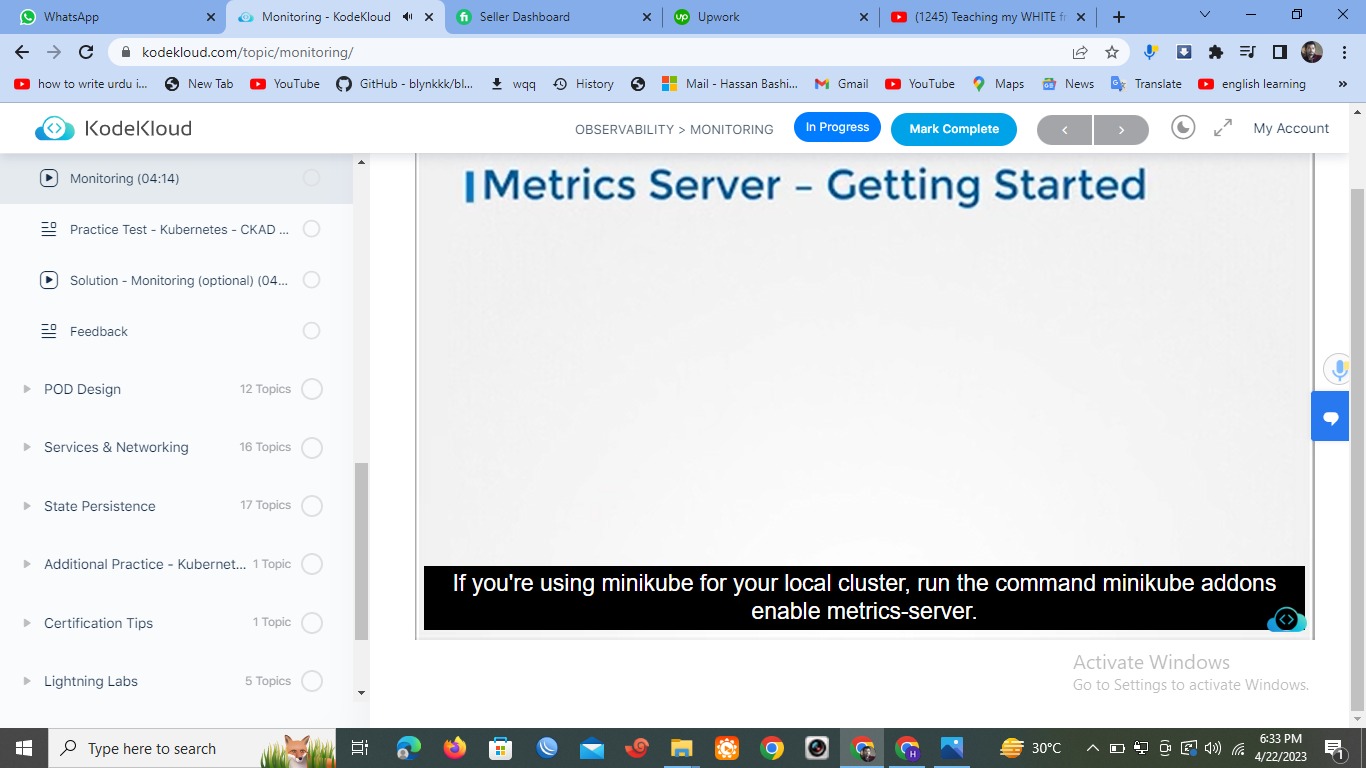 WhatsApp
Monitoring - KodeKloud
Seller Dashboard
Upwork
(1245) Teaching my WHITE fr
kodekloud.com/topic/monitoring/
how to write urdu i...
New Tab
YouTube
GitHub - blynkkk/bl...
wqq
History
Mail - Hassan Bashi...
Gmail
YouTube
Maps
News
Translate
english learning
»
KodeKloud
OBSERVABILITY > MONITORING
In Progress
Mark Complete
My Account
Monitoring (04:14)
Practice Test - Kubernetes - CKAD ...
Solution - Monitoring (optional) (04...
Feedback
POD Design 12 Topics
Services & Networking 16 Topics
State Persistence 17 Topics
Additional Practice - Kubernet... 1 Topic
Certification Tips 1 Topic
Lightning Labs 5 Topics
Metrics Server – Getting Started
If you're using minikube for your local cluster, run the command minikube addons
enable metrics-server.
Activate Windows
Go to Settings to activate Windows.
Type here to search
30°C
6:33 PM
4/22/2023
1